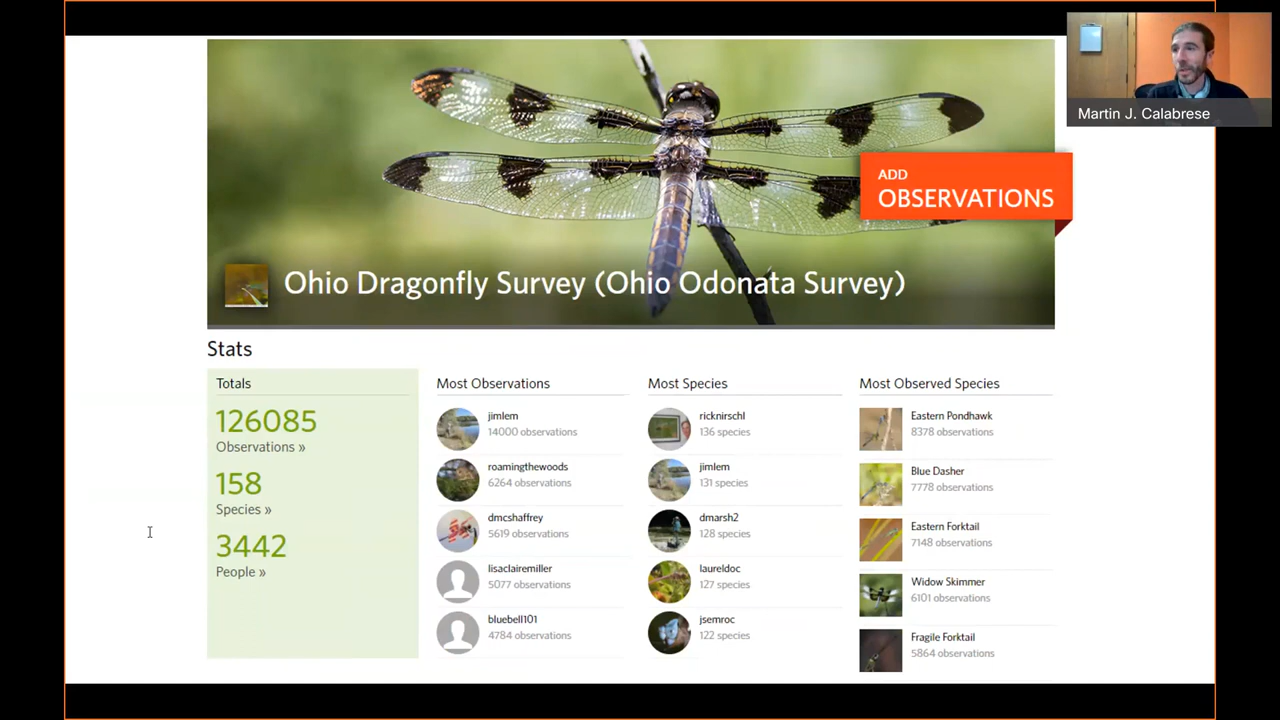 Martin J. Calabrese
ADD
OBSERVATIONS
Ohio Dragonfly Survey (Ohio Odonata Survey)
Stats
Totals
126085
Observations »
158
Species »
3442
People »
Most Observations
jimlem
14000 observations
roamingthewoods
6264 observations
dmcshaffrey
5619 observations
lisaclairemiller
5077 observations
bluebell101
4784 observations
Most Species
ricknirschl
136 species
jimlem
131 species
dmarsh2
128 species
laureldoc
127 species
jsemroc
122 species
Most Observed Species
Eastern Pondhawk
8378 observations
Blue Dasher
7778 observations
Eastern Forktail
7148 observations
Widow Skimmer
6101 observations
Fragile Forktail
5864 observations